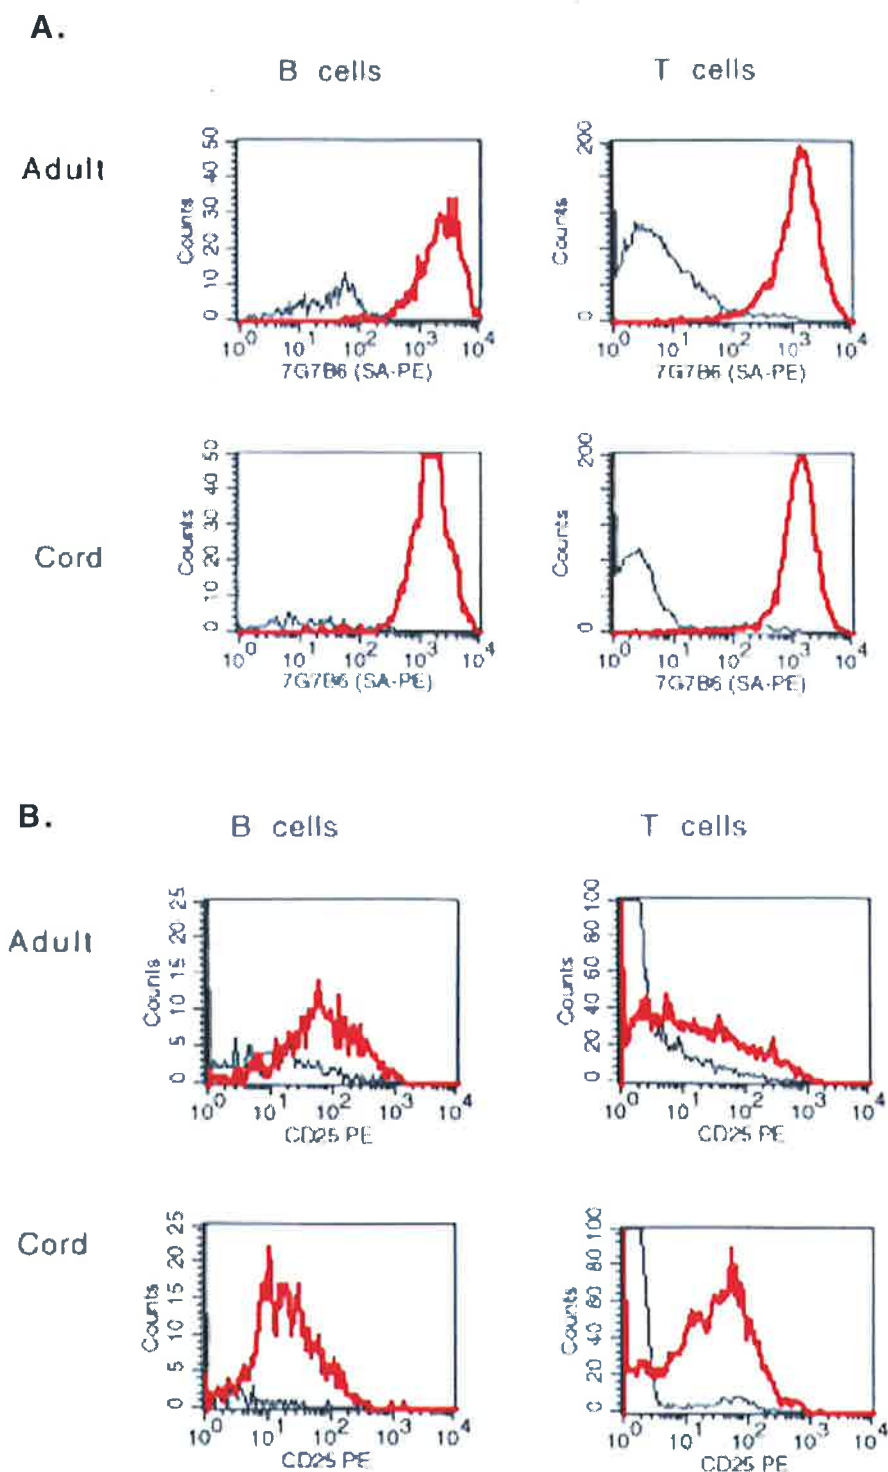 A.
B cells T cells
Adult
Counts
0 10 20 30 40 50
10^0 10^1 10^2 10^3 10^4
7G7B6 (SA-PE)
Counts
0 200
10^0 10^1 10^2 10^3 10^4
7G7B6 (SA-PE)
Cord
Counts
0 10 20 30 40 50
10^0 10^1 10^2 10^3 10^4
7G7B6 (SA-PE)
Counts
0 200
10^0 10^1 10^2 10^3 10^4
7G7B6 (SA-PE)
B.
B cells T cells
Adult
Counts
0 5 10 15 20 25
10^0 10^1 10^2 10^3 10^4
CD25 PE
Counts
0 20 40 60 80 100
10^0 10^1 10^2 10^3 10^4
CD25 PE
Cord
Counts
0 5 10 15 20 25
10^0 10^1 10^2 10^3 10^4
CD25 PE
Counts
0 20 40 60 80 100
10^0 10^1 10^2 10^3 10^4
CD25 PE